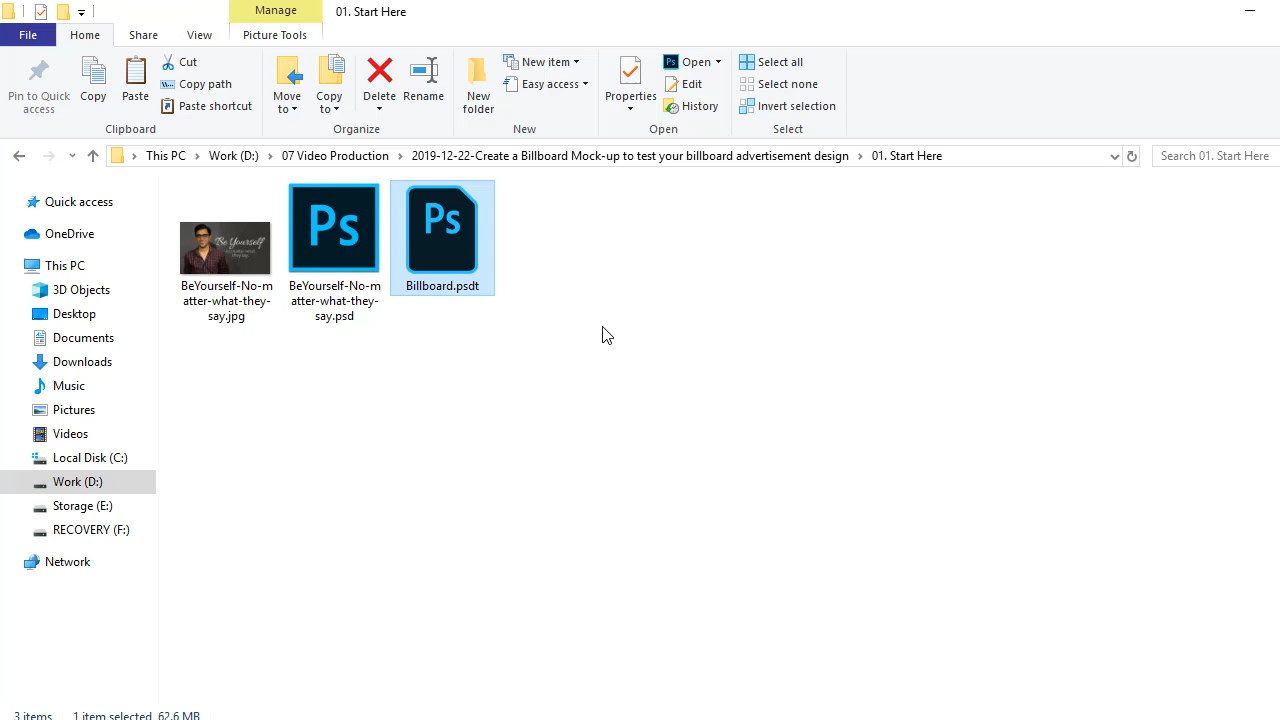 Manage
01. Start Here
File
Home
Share
View
Picture Tools
Pin to Quick
access
Copy
Paste
Cut
Copy path
Paste shortcut
Clipboard
Move
to
Copy
to
Delete
Rename
Organize
New
folder
New item
Easy access
New
Properties
Ps Open
Edit
History
Open
Select all
Select none
Invert selection
Select
This PC
Work (D:)
07 Video Production
2019-12-22-Create a Billboard Mock-up to test your billboard advertisement design
01. Start Here
Search 01. Start Here
Quick access
OneDrive
This PC
3D Objects
Desktop
Documents
Downloads
Music
Pictures
Videos
Local Disk (C:)
Work (D:)
Storage (E:)
RECOVERY (F:)
Network
Be Yourself
BeYourself-No-m
atter-what-they-
say.jpg
Ps
BeYourself-No-m
atter-what-they-
say.psd
Ps
Billboard.psdt
3 items
1 item selected 62.6 MB